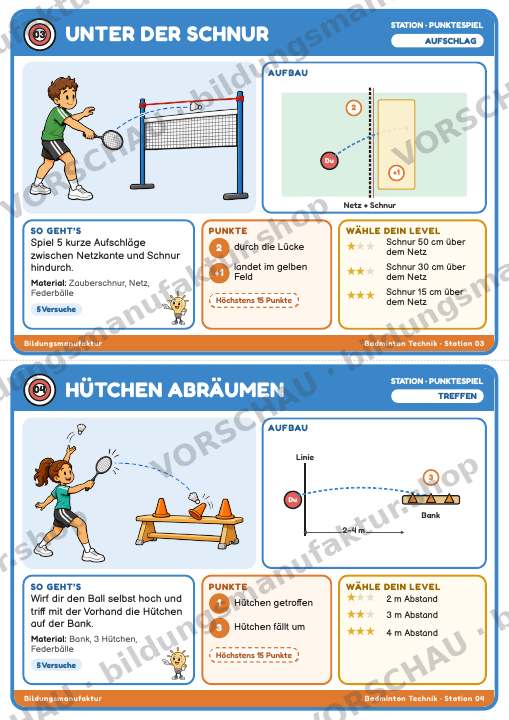 03
UNTER DER SCHNUR
STATION · PUNKTESPIEL
AUFSCHLAG
AUFBAU
2
Du
+1
Netz + Schnur
SO GEHT'S
Spiel 5 kurze Aufschläge
zwischen Netzkante und Schnur
hindurch.
Material: Zauberschnur, Netz,
Federbälle
5 Versuche
PUNKTE
2 durch die Lücke
+1 landet im gelben
Feld
Höchstens 15 Punkte
WÄHLE DEIN LEVEL
Schnur 50 cm über
dem Netz
Schnur 30 cm über
dem Netz
Schnur 15 cm über
dem Netz
Bildungsmanufaktur
Badminton Technik · Station 03
04
HÜTCHEN ABRÄUMEN
STATION · PUNKTESPIEL
TREFFEN
AUFBAU
Linie
3
Du
Bank
2–4 m
SO GEHT'S
Wirf dir den Ball selbst hoch und
triff mit der Vorhand die Hütchen
auf der Bank.
Material: Bank, 3 Hütchen,
Federbälle
5 Versuche
PUNKTE
1 Hütchen getroffen
3 Hütchen fällt um
Höchstens 15 Punkte
WÄHLE DEIN LEVEL
2 m Abstand
3 m Abstand
4 m Abstand
Bildungsmanufaktur
Badminton Technik · Station 04
VORSCHAU · bildungsmanufaktur.shop